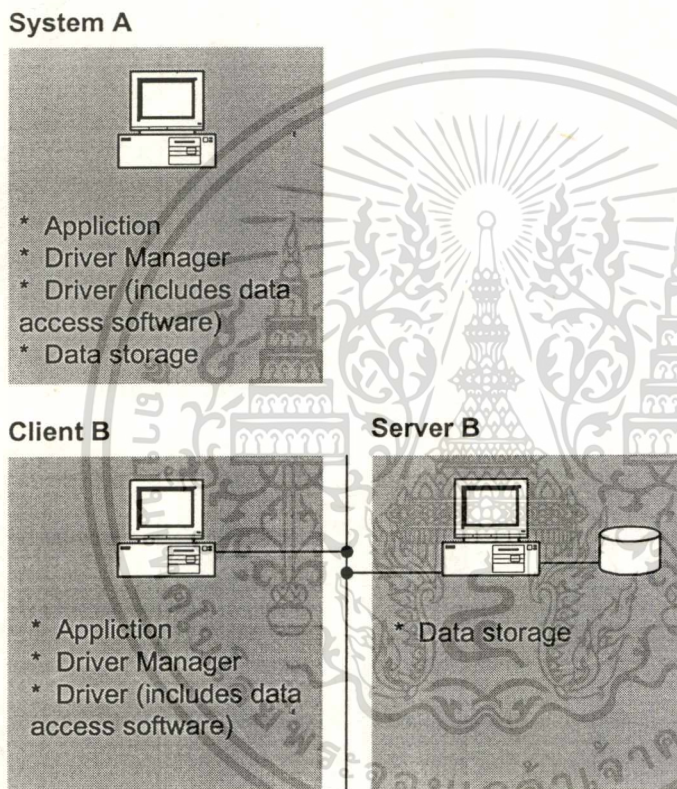 System A
* Appliction
* Driver Manager
* Driver (includes data
access software)
* Data storage
Client B
Server B
* Appliction
* Driver Manager
* Driver (includes data
access software)
* Data storage